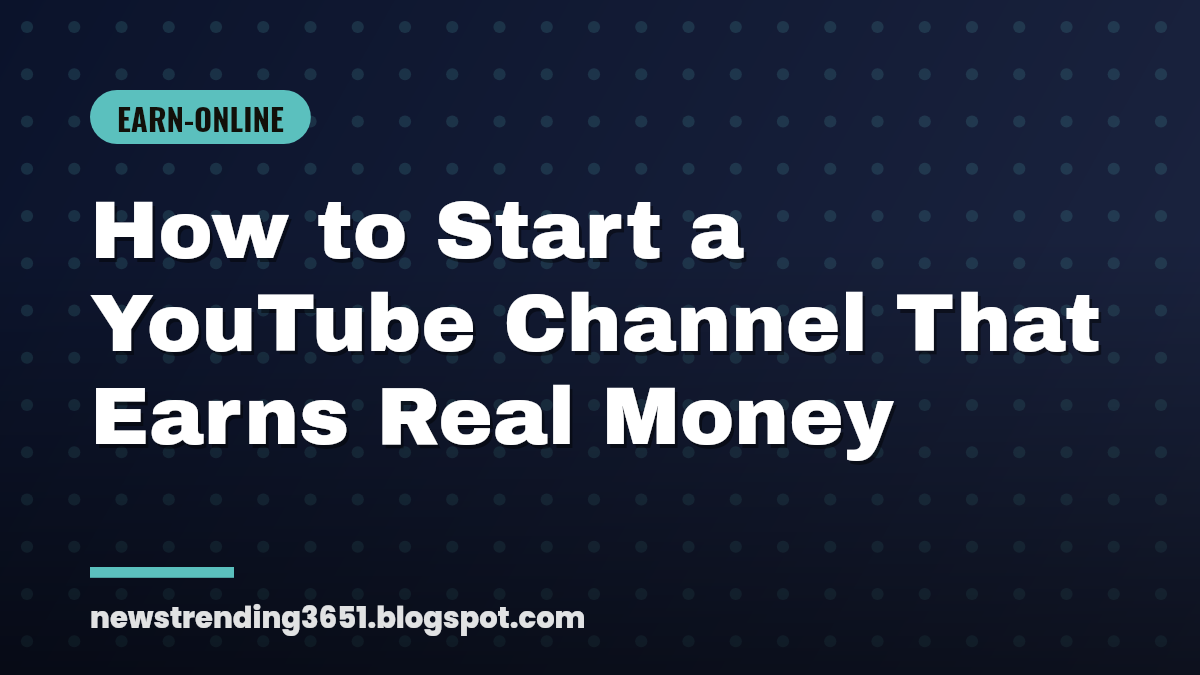 EARN-ONLINE
How to Start a
YouTube Channel That
Earns Real Money
newstrending3651.blogspot.com